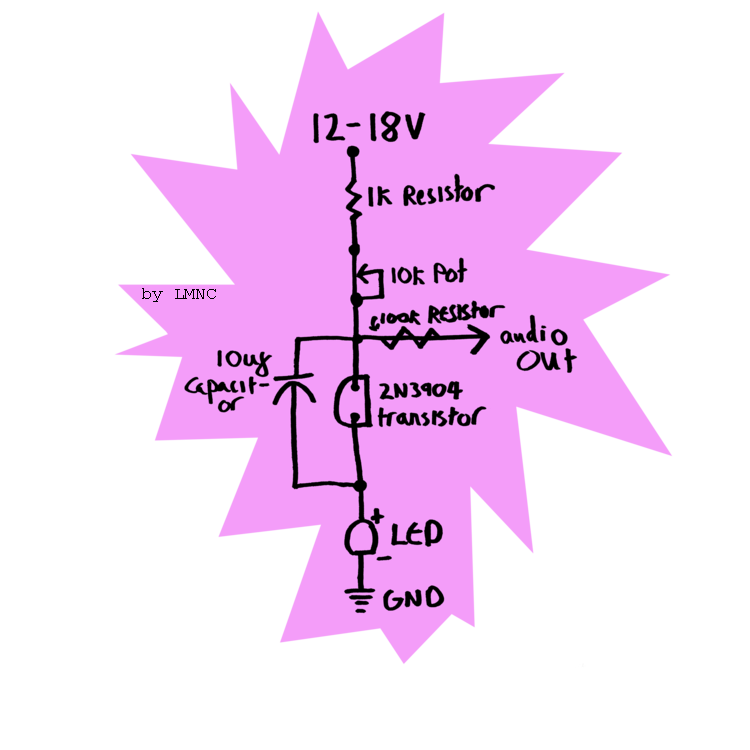 12-18V
1K Resistor
by LMNC
10K Pot
100K Resistor
audio
out
10uf
capacit-
or
2N3904
transistor
+
LED
-
GND